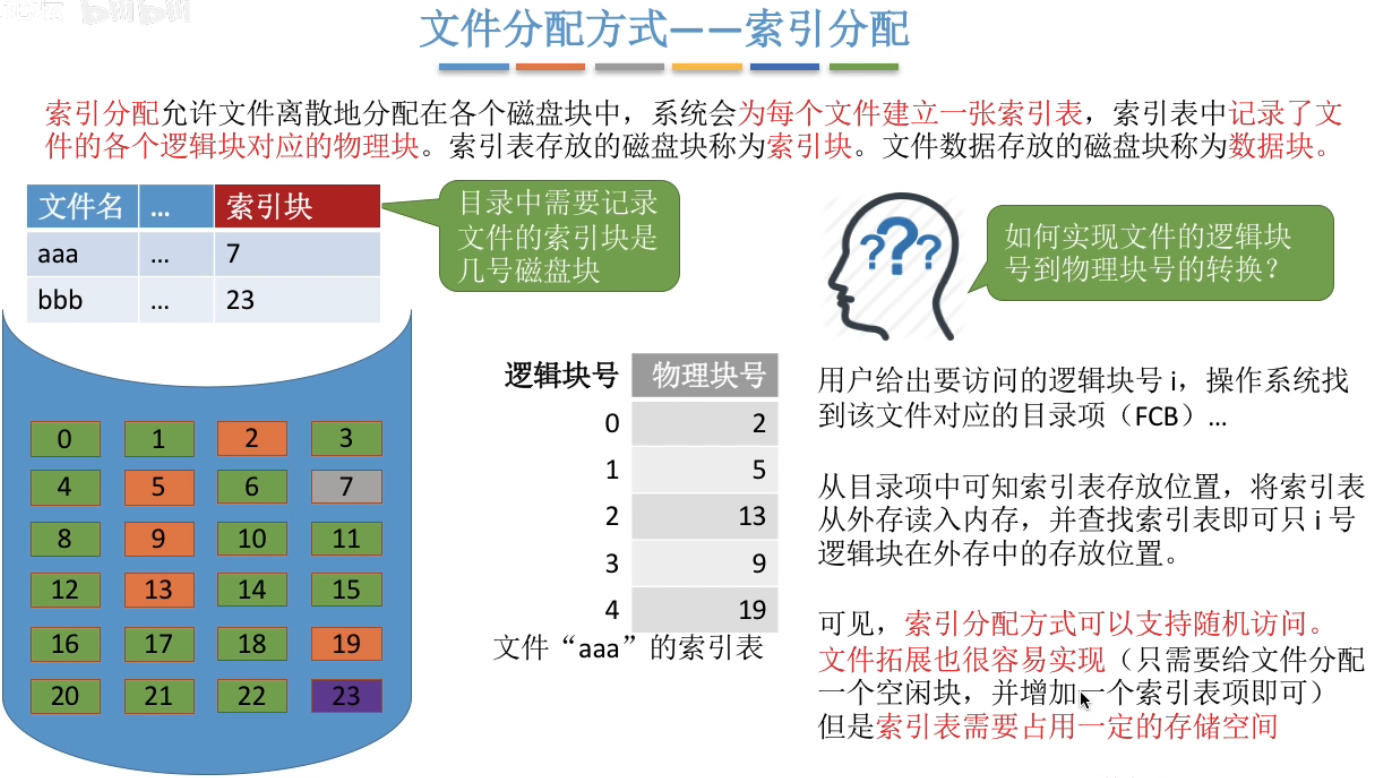 文件分配方式——索引分配
索引分配允许文件离散地分配在各个磁盘块中，系统会为每个文件建立一张索引表，索引表中记录了文
件的各个逻辑块对应的物理块。索引表存放的磁盘块称为索引块。文件数据存放的磁盘块称为数据块。
文件名 ... 索引块
aaa ... 7
bbb ... 23
目录中需要记录
文件的索引块是
几号磁盘块
???
如何实现文件的逻辑块
号到物理块号的转换？
0 1 2 3
4 5 6 7
8 9 10 11
12 13 14 15
16 17 18 19
20 21 22 23
逻辑块号 物理块号
0 2
1 5
2 13
3 9
4 19
文件“aaa”的索引表
用户给出要访问的逻辑块号 i，操作系统找
到该文件对应的目录项（FCB）...
从目录项中可知索引表存放位置，将索引表
从外存读入内存，并查找索引表即可只 i 号
逻辑块在外存中的存放位置。
可见，索引分配方式可以支持随机访问。
文件拓展也很容易实现（只需要给文件分配
一个空闲块，并增加一个索引表项即可）
但是索引表需要占用一定的存储空间